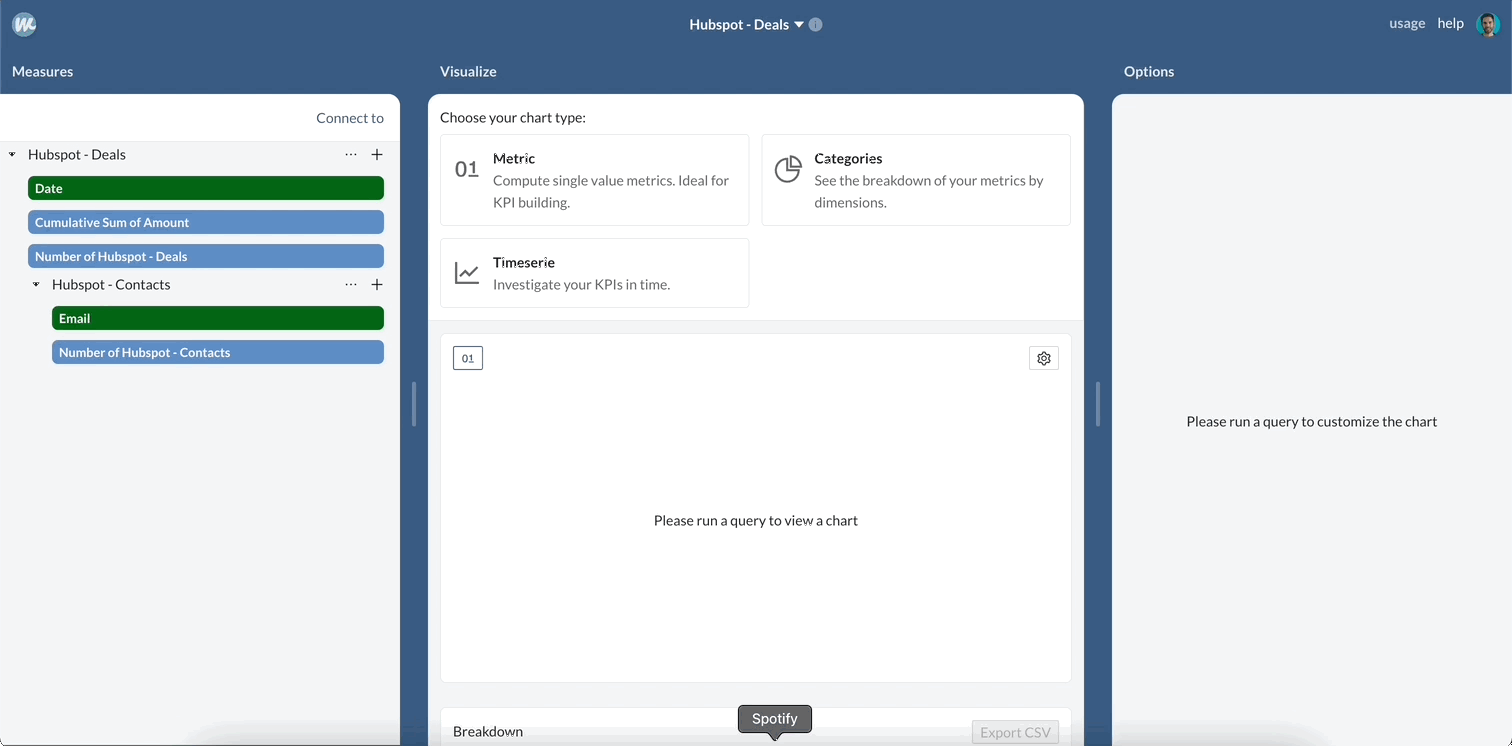 Hubspot - Deals
usage help
Measures
Visualize
Options
Connect to
Hubspot - Deals
Date
Cumulative Sum of Amount
Number of Hubspot - Deals
Hubspot - Contacts
Email
Number of Hubspot - Contacts
Choose your chart type:
01
Metric
Compute single value metrics. Ideal for
KPI building.
Categories
See the breakdown of your metrics by
dimensions.
Timeserie
Investigate your KPIs in time.
01
Please run a query to view a chart
Please run a query to customize the chart
Breakdown
Spotify
Export CSV